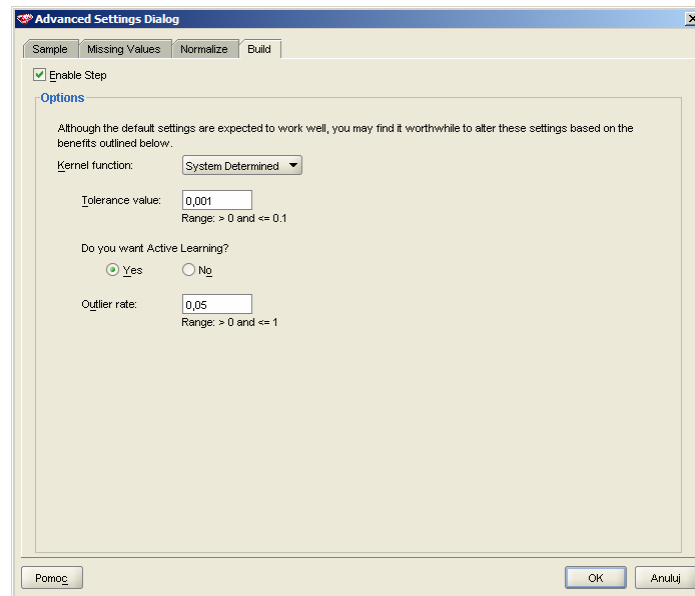 Advanced Settings Dialog
Sample Missing Values Normalize Build
Enable Step
Options
Although the default settings are expected to work well, you may find it worthwhile to alter these settings based on the
benefits outlined below.
Kernel function: System Determined
Tolerance value: 0,001
Range: > 0 and <= 0.1
Do you want Active Learning?
Yes No
Outlier rate: 0,05
Range: > 0 and <= 1
Pomoc OK Anuluj